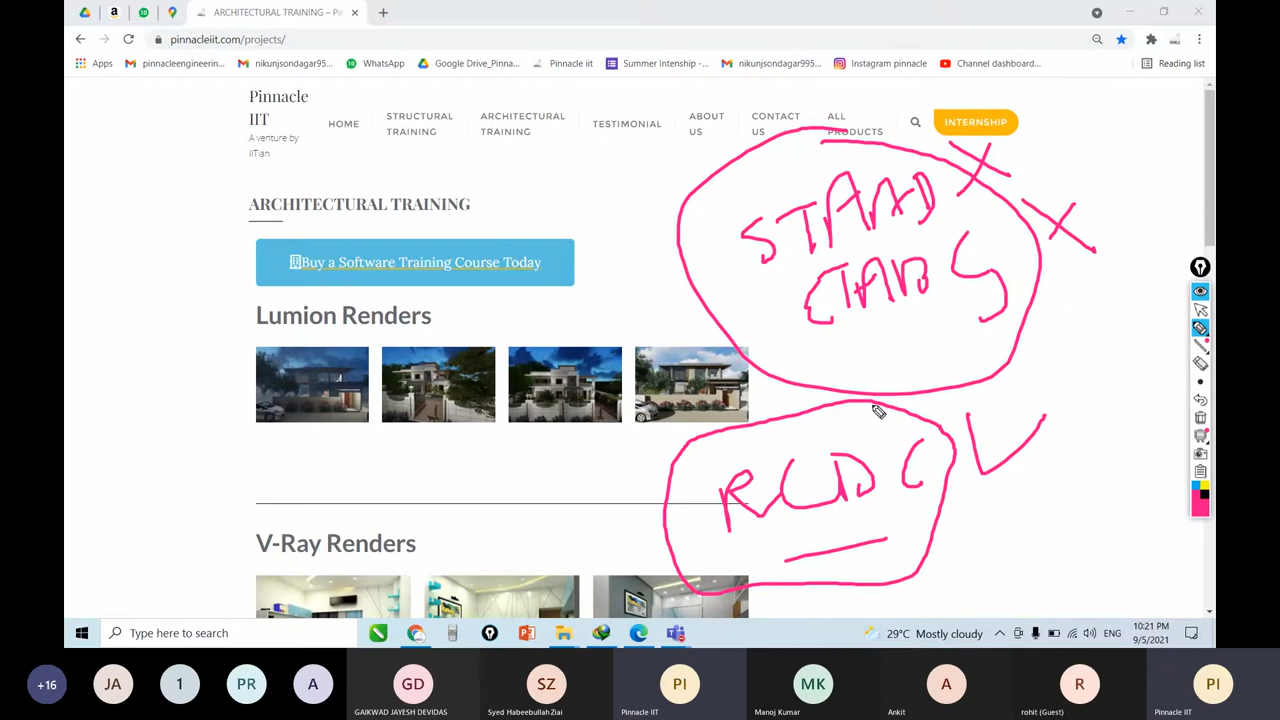 ARCHITECTURAL TRAINING – Pin
pinnacleiit.com/projects/
Apps
pinnacleengineerin...
nikunjsondagar95...
WhatsApp
Google Drive_Pinna...
Pinnacle iit
Summer Intenship -...
nikunjsondagar995...
Instagram pinnacle
Channel dashboard...
Reading list
Pinnacle
IIT
A venture by
IITian
HOME
STRUCTURAL
TRAINING
ARCHITECTURAL
TRAINING
TESTIMONIAL
ABOUT
US
CONTACT
US
ALL
PRODUCTS
INTERNSHIP
ARCHITECTURAL TRAINING
Buy a Software Training Course Today
STAAD
ETABS
Lumion Renders
RCDC
V-Ray Renders
Type here to search
29°C Mostly cloudy
ENG
10:21 PM
9/5/2021
+16
JA
1
PR
A
GD
GAIKWAD JAYESH DEVIDAS
SZ
Syed HabeebullahZiai
PI
Pinnacle IIT
MK
Manoj Kumar
A
Ankit
R
rohit (Guest)
PI
Pinnacle IIT